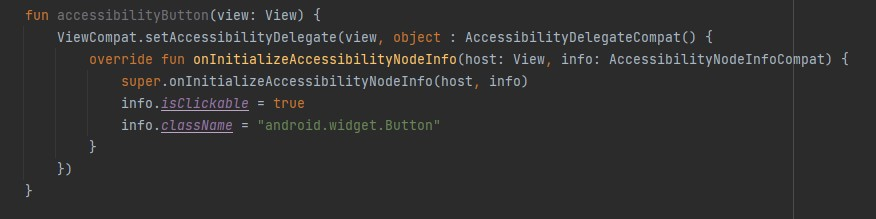 fun accessibilityButton(view: View) {
ViewCompat.setAccessibilityDelegate(view, object : AccessibilityDelegateCompat() {
override fun onInitializeAccessibilityNodeInfo(host: View, info: AccessibilityNodeInfoCompat) {
super.onInitializeAccessibilityNodeInfo(host, info)
info.isClickable = true
info.className = "android.widget.Button"
}
})
}